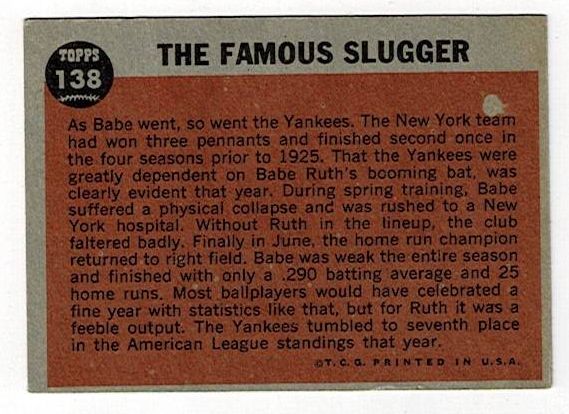 TOPPS
138
THE FAMOUS SLUGGER
As Babe went, so went the Yankees. The New York team
had won three pennants and finished second once in
the four seasons prior to 1925. That the Yankees were
greatly dependent on Babe Ruth's booming bat, was
clearly evident that year. During spring training, Babe
suffered a physical collapse and was rushed to a New
York hospital. Without Ruth in the lineup, the club
faltered badly. Finally in June, the home run champion
returned to right field. Babe was weak the entire season
and finished with only a .290 batting average and 25
home runs. Most ballplayers would have celebrated a
fine year with statistics like that, but for Ruth it was a
feeble output. The Yankees tumbled to seventh place
in the American League standings that year.
©T.C.G. PRINTED IN U.S.A.